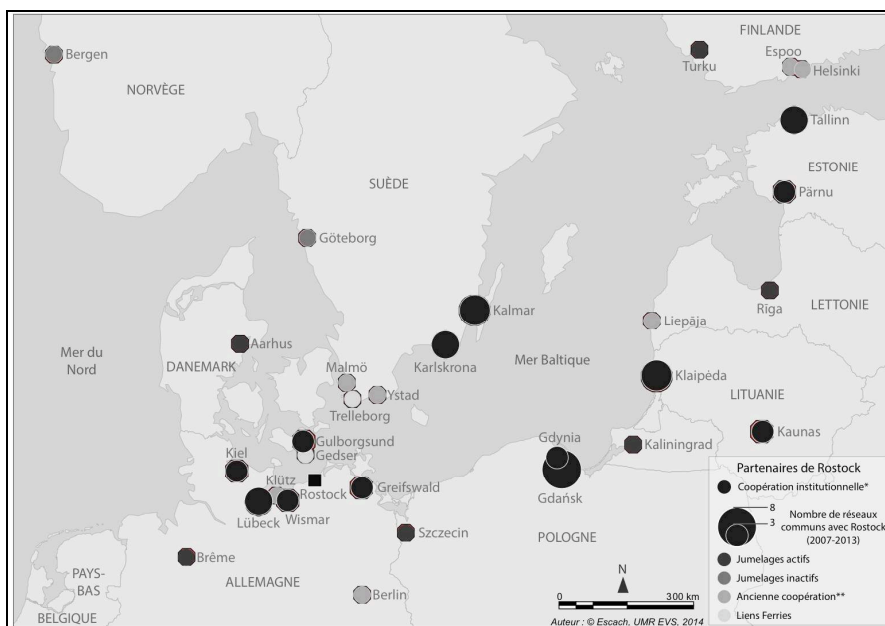 FINLANDE
Espoo
Bergen
Turku
Helsinki
NORVÈGE
Tallinn
ESTONIE
SUÈDE
Pärnu
Göteborg
Rīga
LETTONIE
Kalmar
Liepāja
Aarhus
Karlskrona
Mer du
Nord
Mer Baltique
DANEMARK
Malmö
Klaipėda
Ystad
LITUANIE
Trelleborg
Kaunas
Gulborgsund
Gdynia
Kaliningrad
Kiel
Gedser
Klütz
Rostock
Greifswald
Gdańsk
Lübeck
Wismar
Szczecin
POLOGNE
Brême
PAYS-
BAS
ALLEMAGNE
Berlin
BELGIQUE
N
0 300 km
Auteur : © Escach, UMR EVS, 2014
Partenaires de Rostock
Coopération institutionnelle*
8
3
Nombre de réseaux
communs avec Rostock
(2007-2013)
Jumelages actifs
Jumelages inactifs
Ancienne coopération**
Liens Ferries